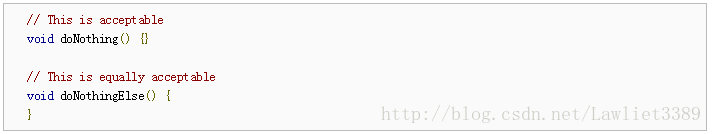 // This is acceptable
void doNothing() {}

// This is equally acceptable
void doNothingElse() {
}
http://blog.csdn.net/Lawliet3389